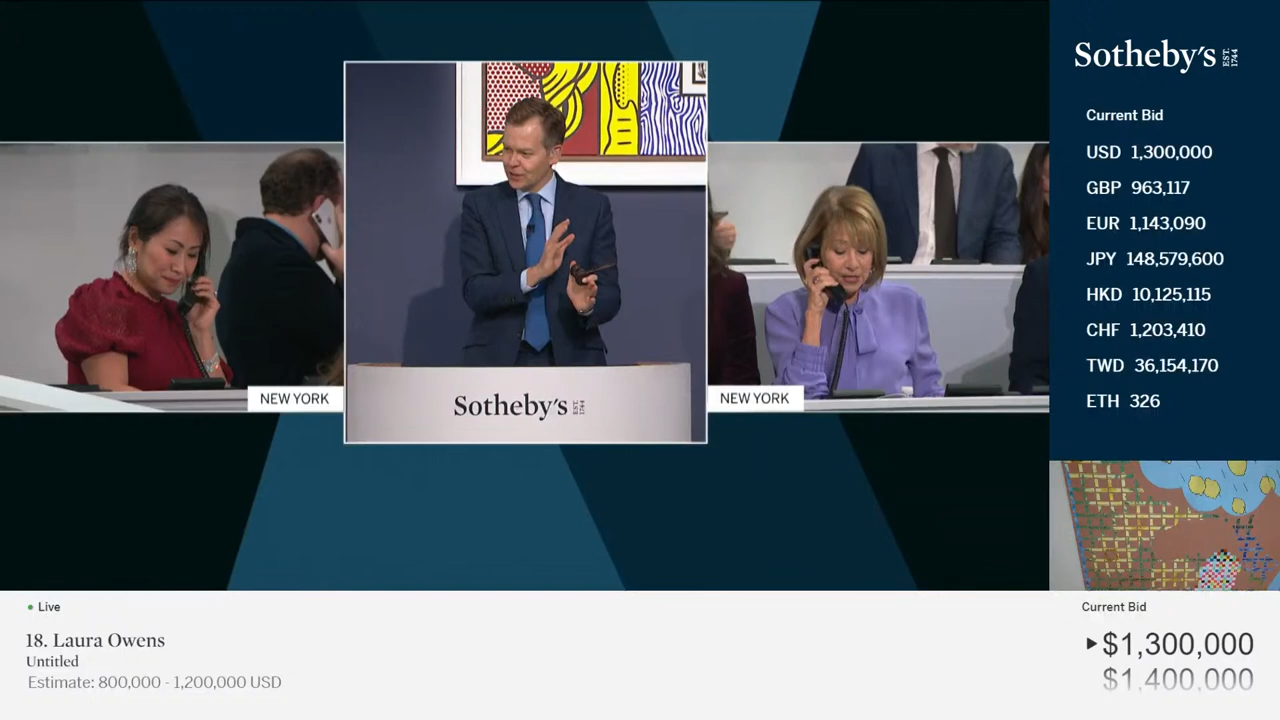 Sotheby's EST. 1744
Current Bid
USD 1,300,000
GBP 963,117
EUR 1,143,090
JPY 148,579,600
HKD 10,125,115
CHF 1,203,410
TWD 36,154,170
ETH 326
NEW YORK
Sotheby's EST. 1744
NEW YORK
• Live
18. Laura Owens
Untitled
Estimate: 800,000 - 1,200,000 USD
Current Bid
▸$1,300,000
$1,400,000